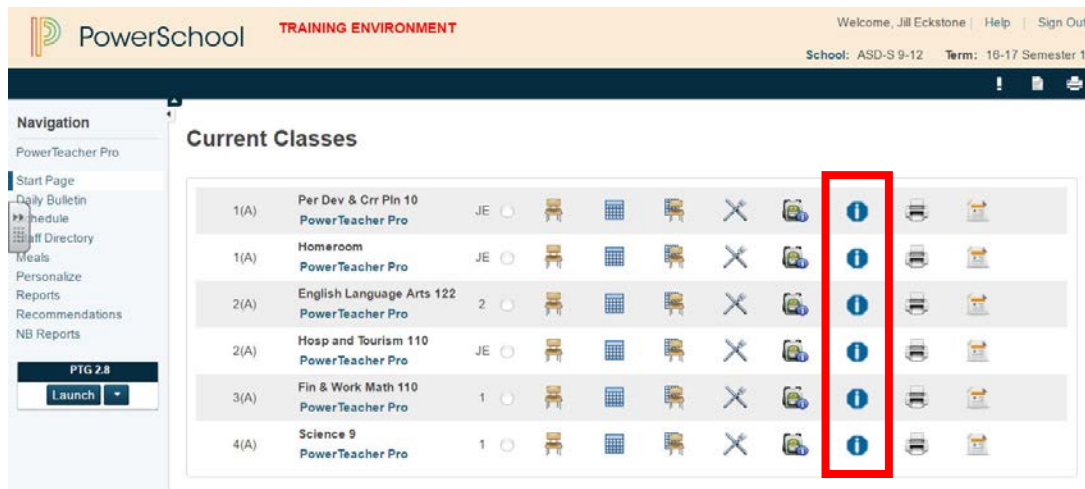 PowerSchool
TRAINING ENVIRONMENT
Welcome, Jill Eckstone | Help | Sign Out
School: ASD-S 9-12 Term: 16-17 Semester 1
Navigation
PowerTeacher Pro
Start Page
Daily Bulletin
hedule
aff Directory
Meals
Personalize
Reports
Recommendations
NB Reports
PTG 2.8
Launch
Current Classes
1(A) Per Dev & Crr Pln 10 JE
PowerTeacher Pro
1(A) Homeroom JE
PowerTeacher Pro
2(A) English Language Arts 122 2
PowerTeacher Pro
2(A) Hosp and Tourism 110 JE
PowerTeacher Pro
3(A) Fin & Work Math 110 1
PowerTeacher Pro
4(A) Science 9 1
PowerTeacher Pro